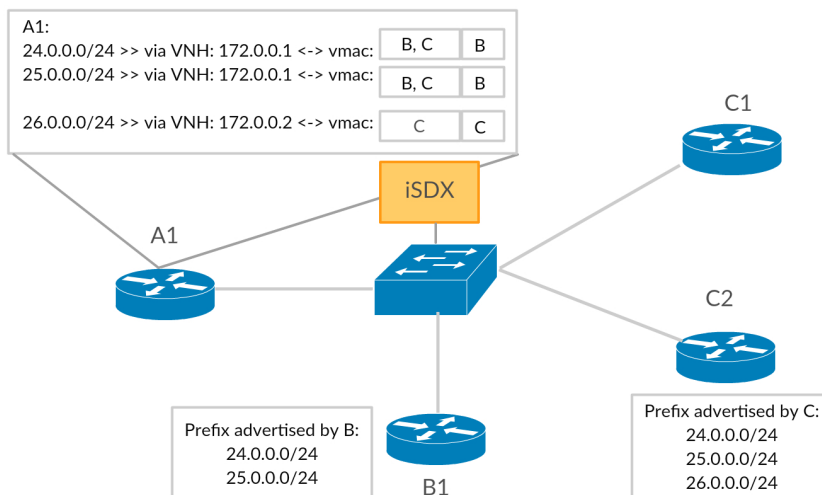 A1:
24.0.0.0/24 >> via VNH: 172.0.0.1 <-> vmac: B, C B
25.0.0.0/24 >> via VNH: 172.0.0.1 <-> vmac: B, C B
26.0.0.0/24 >> via VNH: 172.0.0.2 <-> vmac: C C
C1
iSDX
A1
C2
Prefix advertised by B:
24.0.0.0/24
25.0.0.0/24
B1
Prefix advertised by C:
24.0.0.0/24
25.0.0.0/24
26.0.0.0/24